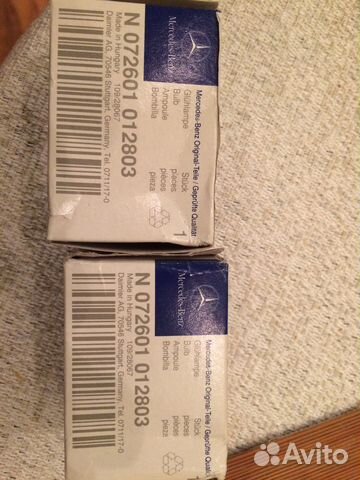 Mercedes-Benz
Mercedes-Benz Original-Teile / Geprüfte Qualität
Glühlampe Stück
Bulb pieces
Ampoule pièces
Bombilla pieza
1
N 072601 012803
Made in Hungary 109/28067
Daimler AG, 70546 Stuttgart, Germany, Tel. 0711/17-0
Mercedes-Benz
Mercedes-Benz Original-Teile / Geprüfte Qualität
Glühlampe Stück
Bulb pieces
Ampoule pièces
Bombilla pieza
N 072601 012803
Made in Hungary 109/28067
Daimler AG, 70546 Stuttgart, Germany, Tel. 0711/17-0
Avito